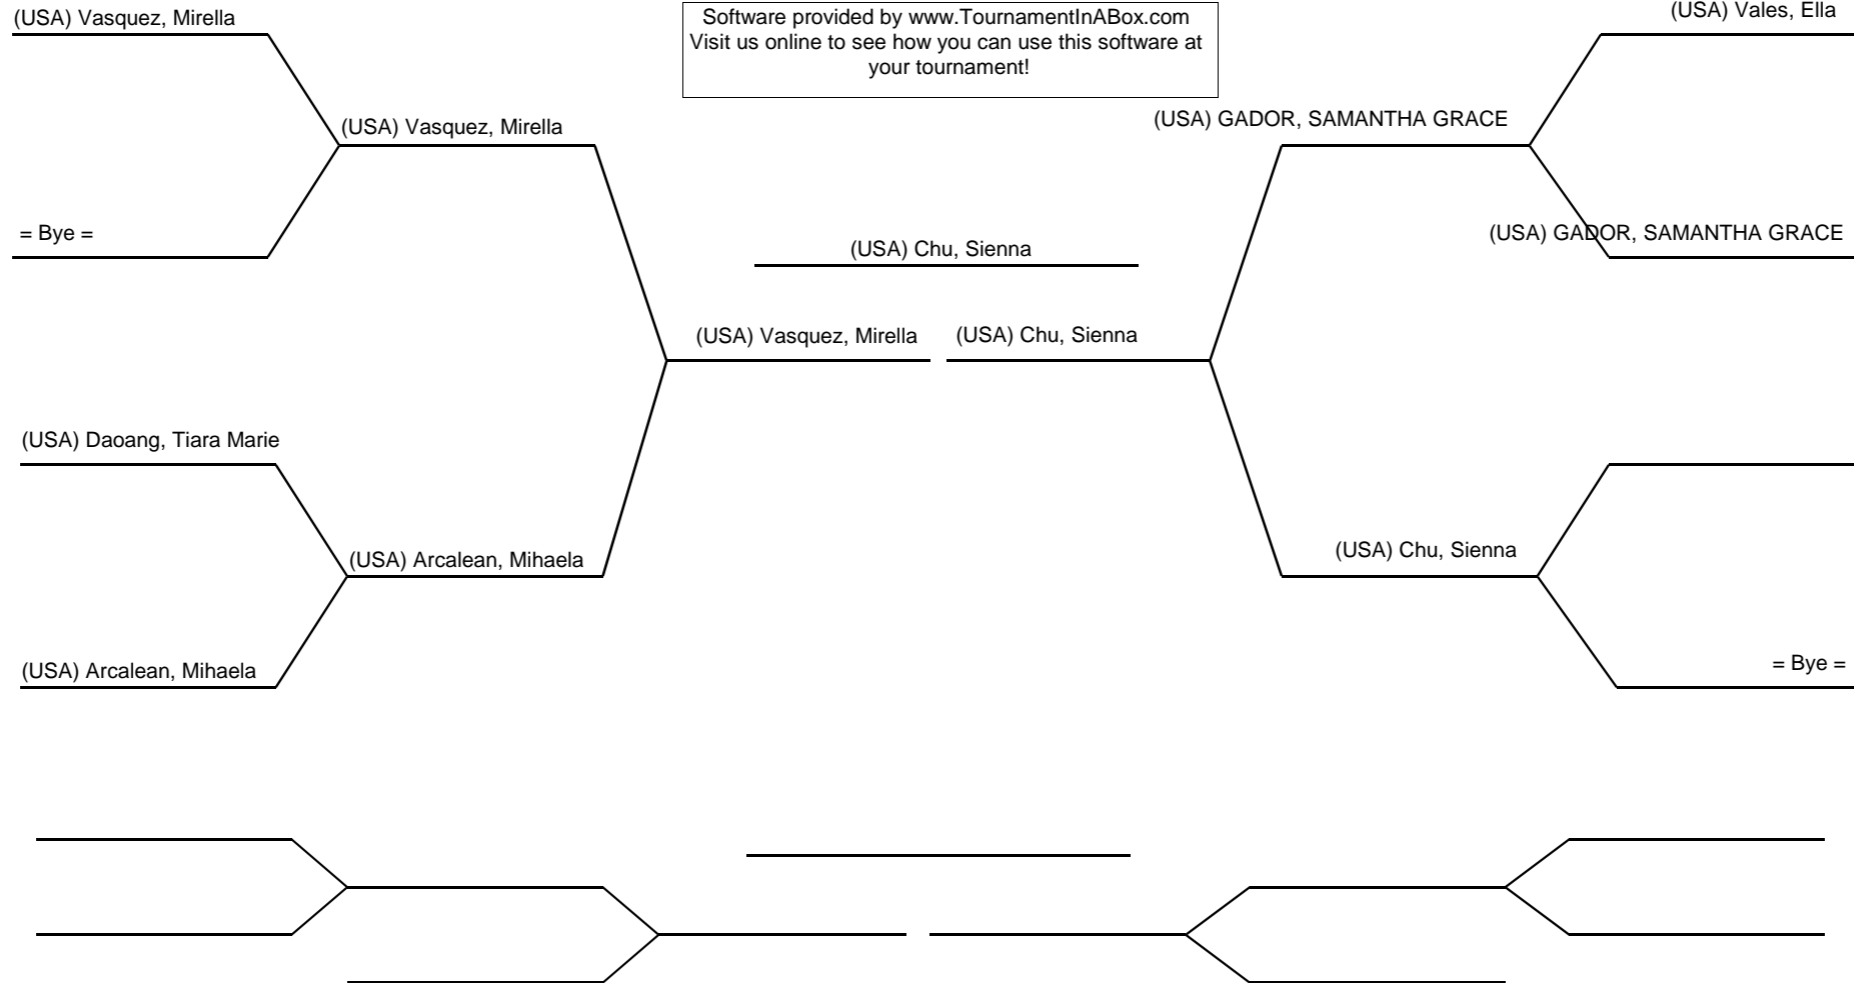 (USA) Vasquez, Mirella
Software provided by www.TournamentInABox.com
Visit us online to see how you can use this software at
your tournament!
(USA) Vales, Ella
(USA) Vasquez, Mirella
(USA) GADOR, SAMANTHA GRACE
= Bye =
(USA) Chu, Sienna
(USA) GADOR, SAMANTHA GRACE
(USA) Vasquez, Mirella
(USA) Chu, Sienna
(USA) Daoang, Tiara Marie
(USA) Arcalean, Mihaela
(USA) Chu, Sienna
(USA) Arcalean, Mihaela
= Bye =